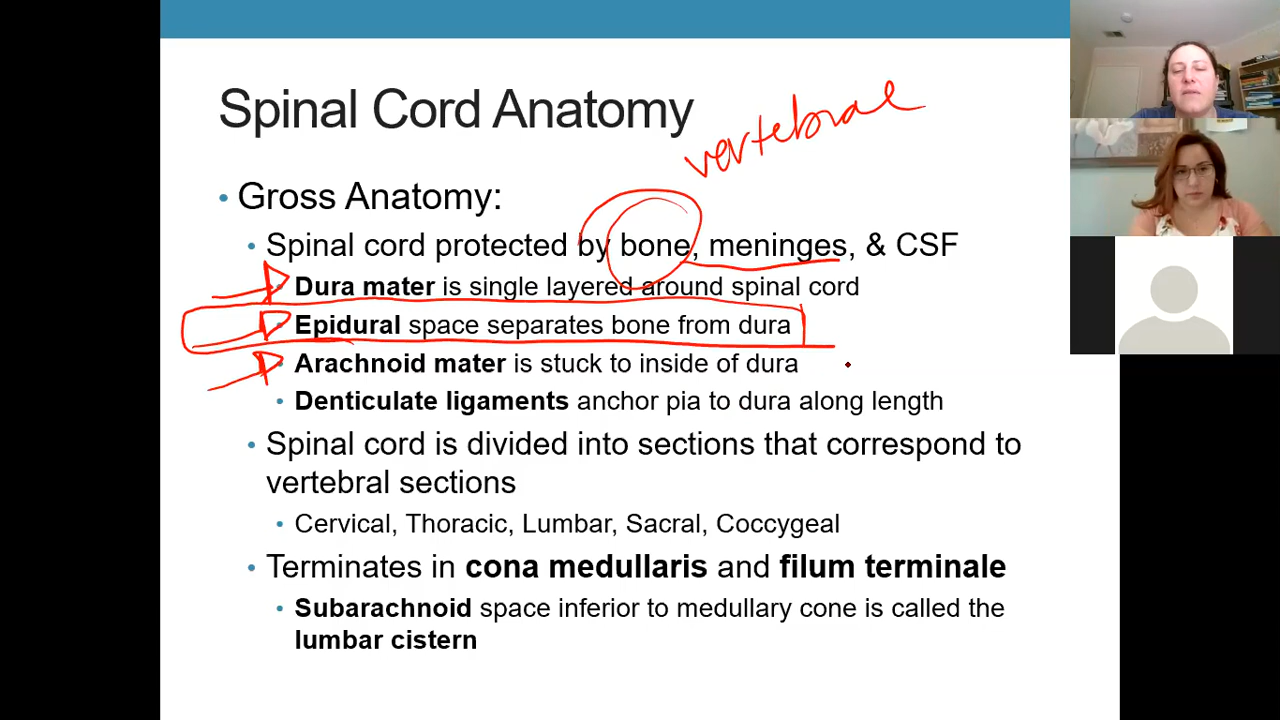 Spinal Cord Anatomy
vertebrae
• Gross Anatomy:
• Spinal cord protected by bone, meninges, & CSF
• Dura mater is single layered around spinal cord
• Epidural space separates bone from dura
• Arachnoid mater is stuck to inside of dura
• Denticulate ligaments anchor pia to dura along length
• Spinal cord is divided into sections that correspond to
vertebral sections
• Cervical, Thoracic, Lumbar, Sacral, Coccygeal
• Terminates in cona medullaris and filum terminale
• Subarachnoid space inferior to medullary cone is called the
lumbar cistern